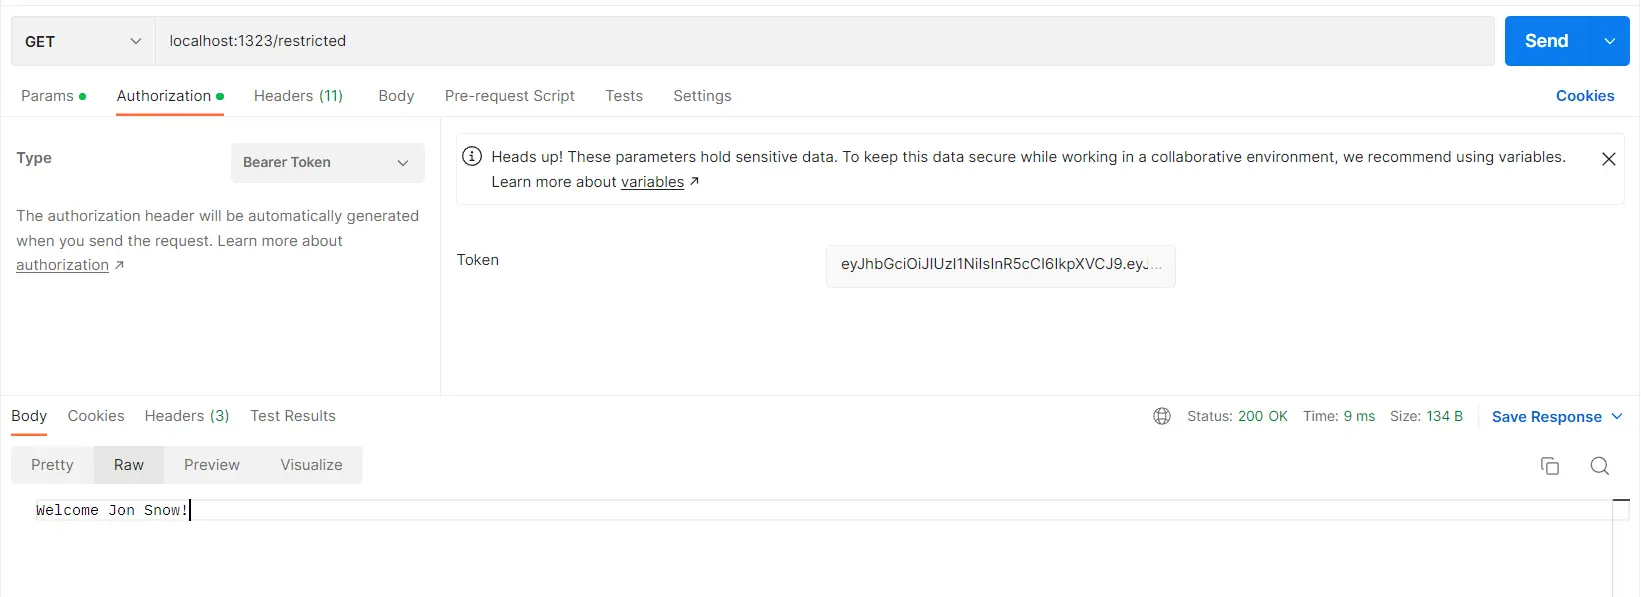 GET localhost:1323/restricted Send
Params Authorization Headers (11) Body Pre-request Script Tests Settings Cookies
Type Bearer Token
The authorization header will be automatically generated
when you send the request. Learn more about
authorization ↗
Heads up! These parameters hold sensitive data. To keep this data secure while working in a collaborative environment, we recommend using variables.
Learn more about variables ↗
Token eyJhbGciOiJIUzI1NiIsInR5cCI6IkpXVCJ9.eyJ...
Body Cookies Headers (3) Test Results Status: 200 OK Time: 9 ms Size: 134 B Save Response
Pretty Raw Preview Visualize
Welcome Jon Snow!